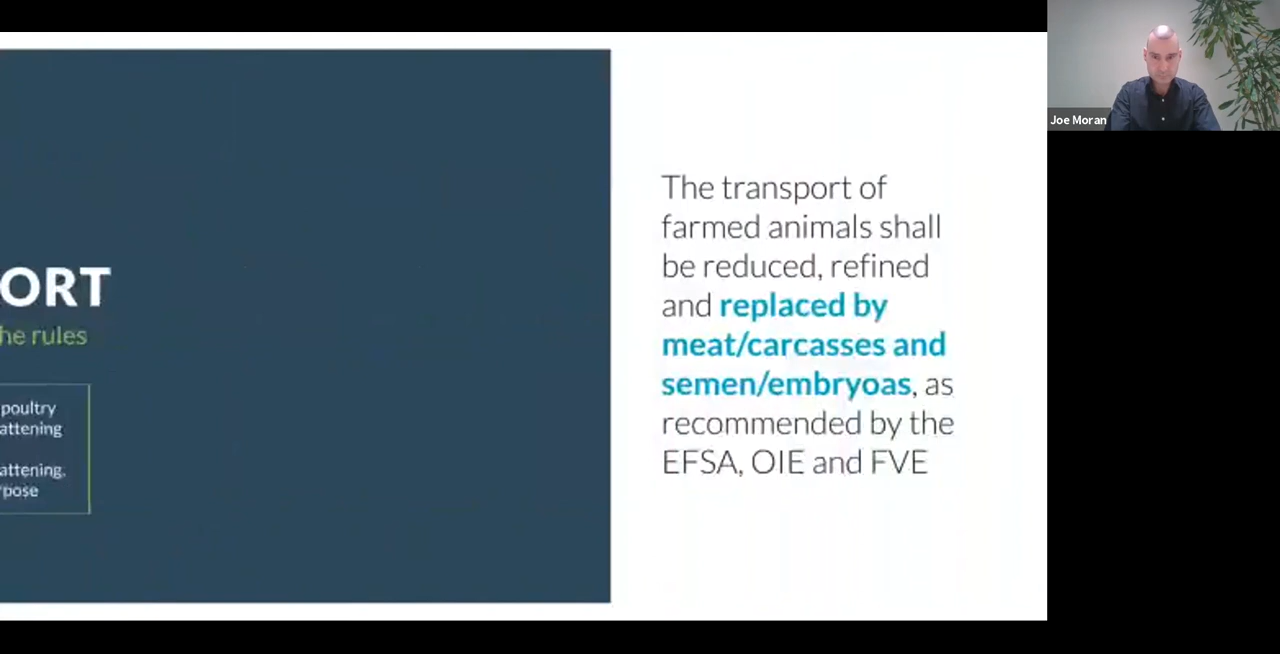 Joe Moran
ORT
he rules
poultry
attening
attening.
rpose
The transport of
farmed animals shall
be reduced, refined
and replaced by
meat/carcasses and
semen/embryoas, as
recommended by the
EFSA, OIE and FVE